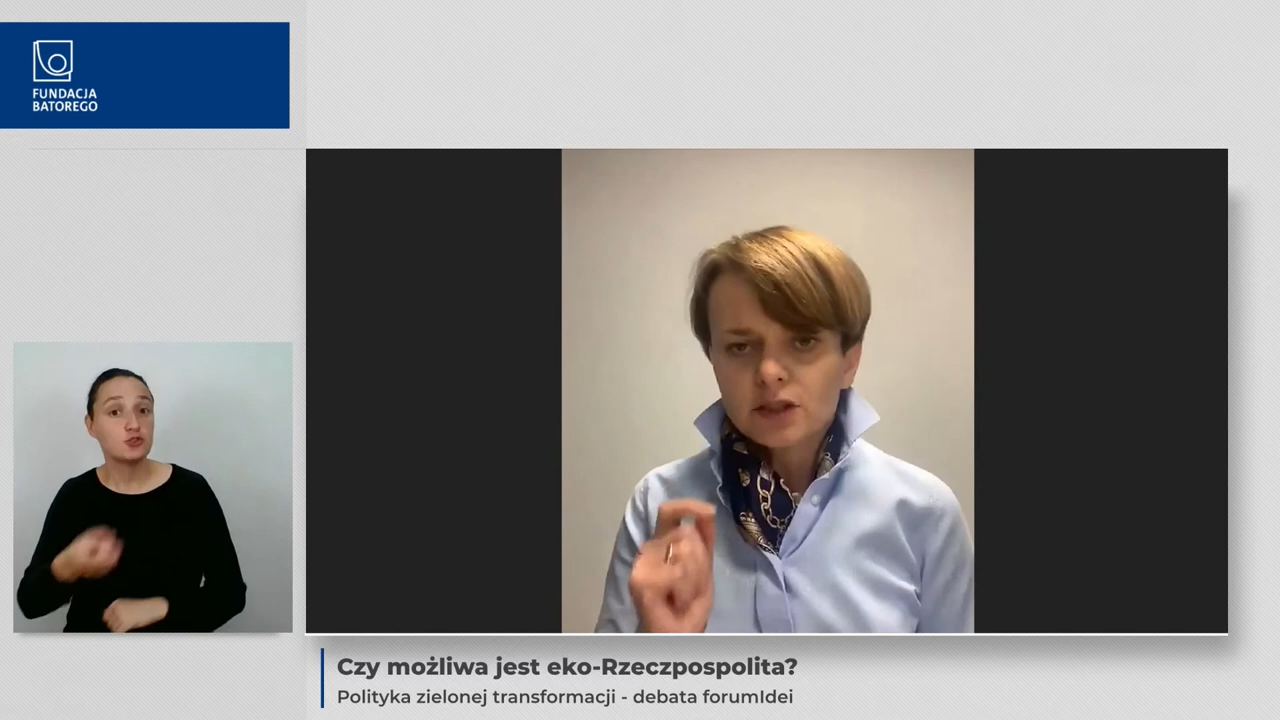 FUNDACJA
BATOREGO
Czy możliwa jest eko-Rzeczpospolita?
Polityka zielonej transformacji - debata forumIdei